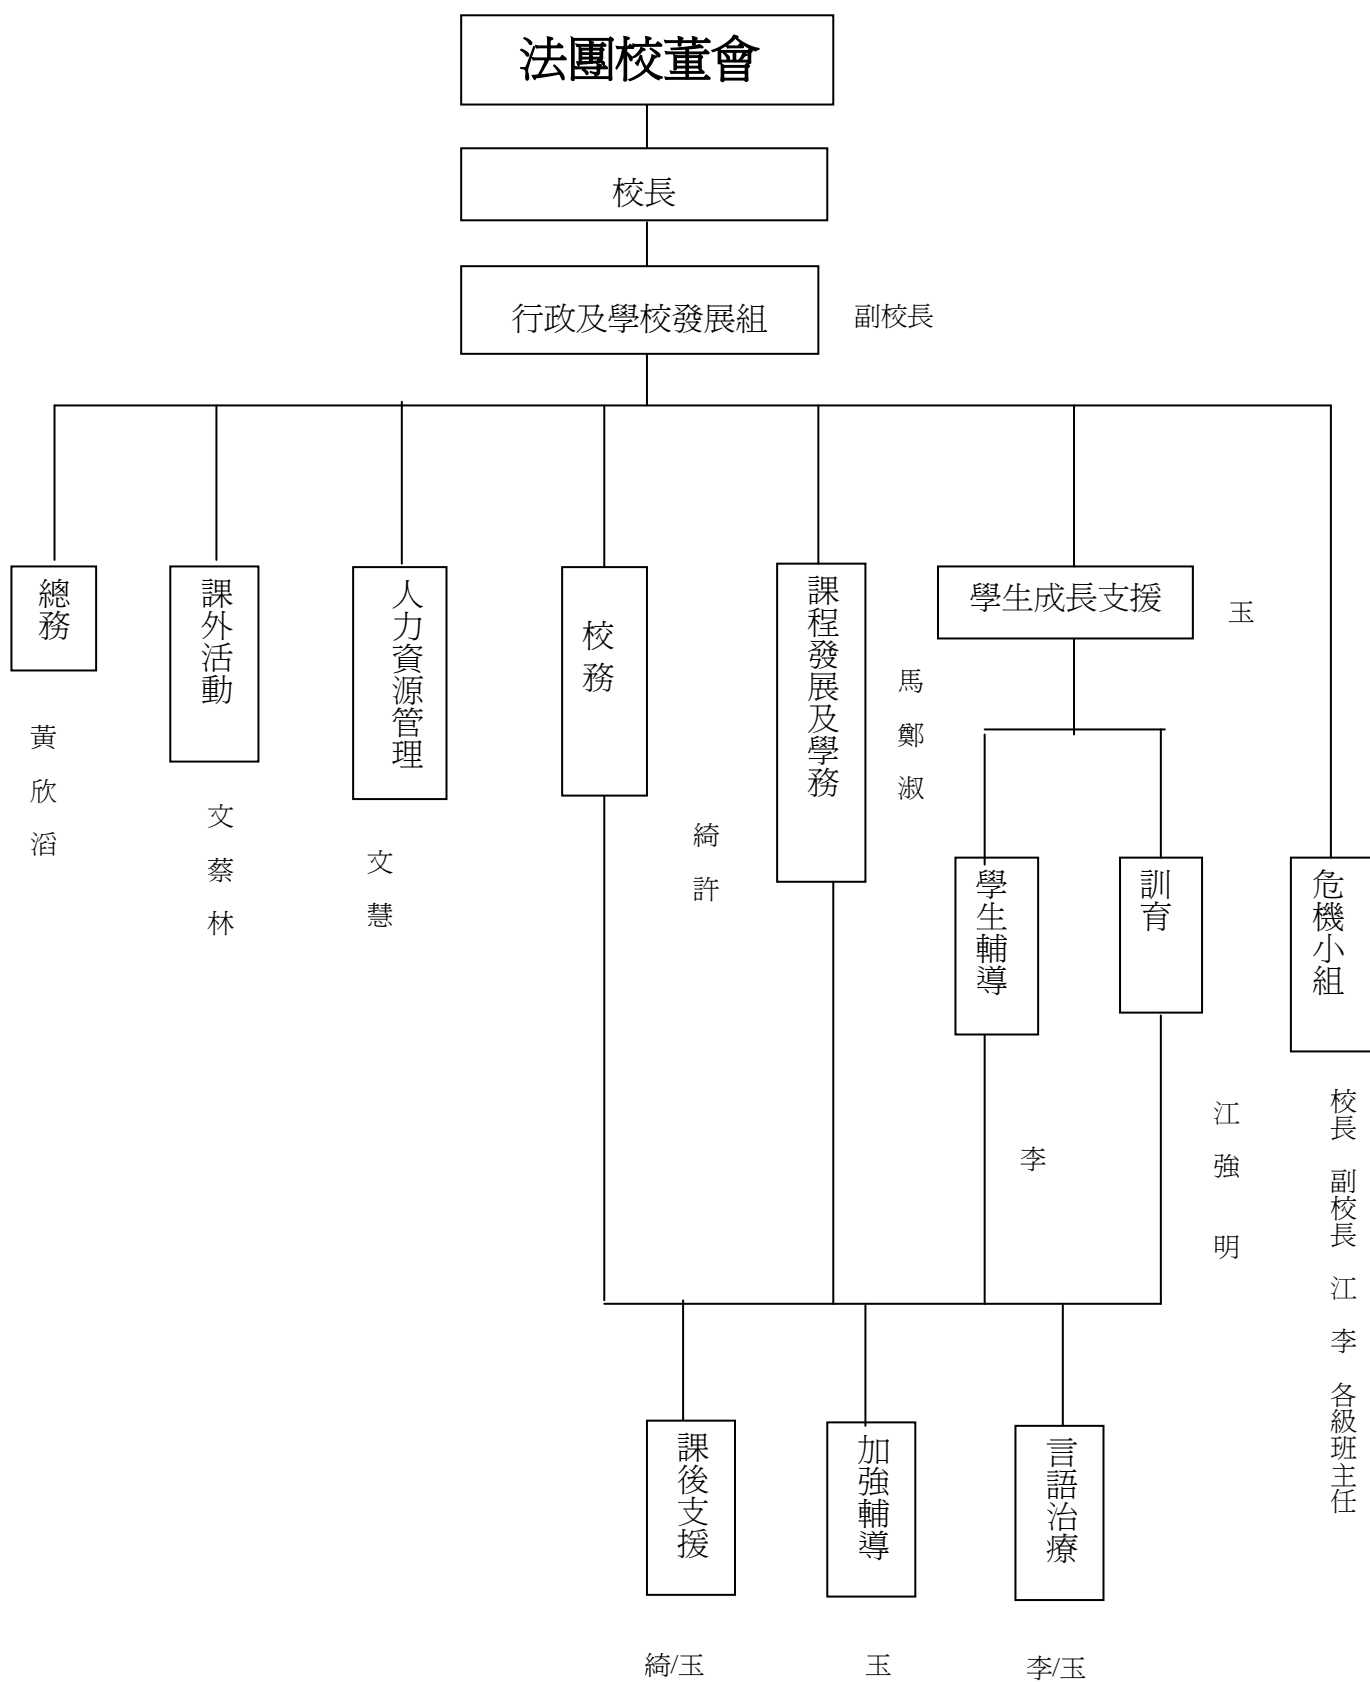 法團校董會
校長
行政及學校發展組
副校長
總務
黃欣滔
課外活動
文蔡林
人力資源管理
文慧
校務
綺許
課程發展及學務
馬鄭淑
學生成長支援
玉
學生輔導
李
訓育
江強明
危機小組
校長 副校長 江 李 各級班主任
課後支援
綺/玉
加強輔導
玉
言語治療
李/玉